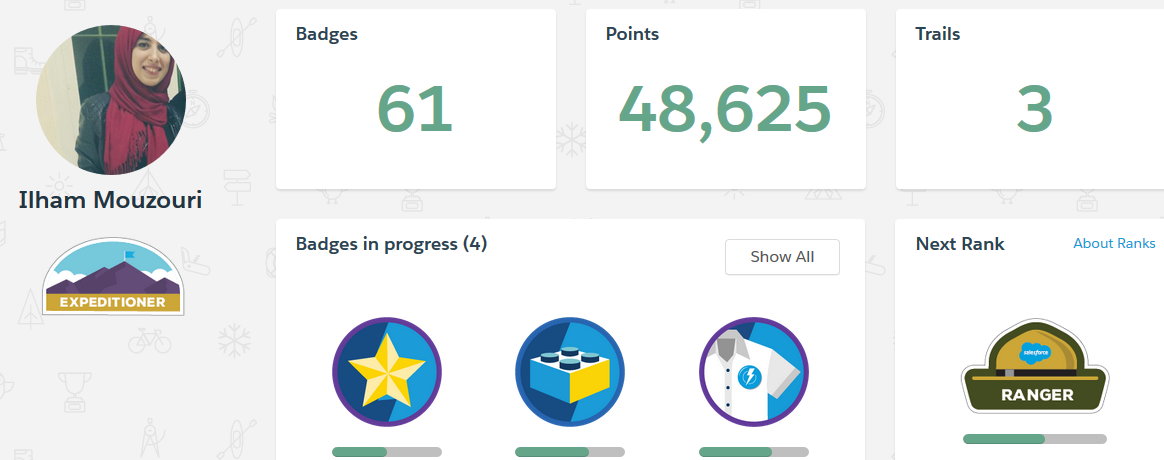 Ilham Mouzouri
EXPEDITIONER
Badges
61
Points
48,625
Trails
3
Badges in progress (4)
Show All
Next Rank
About Ranks
salesforce
RANGER